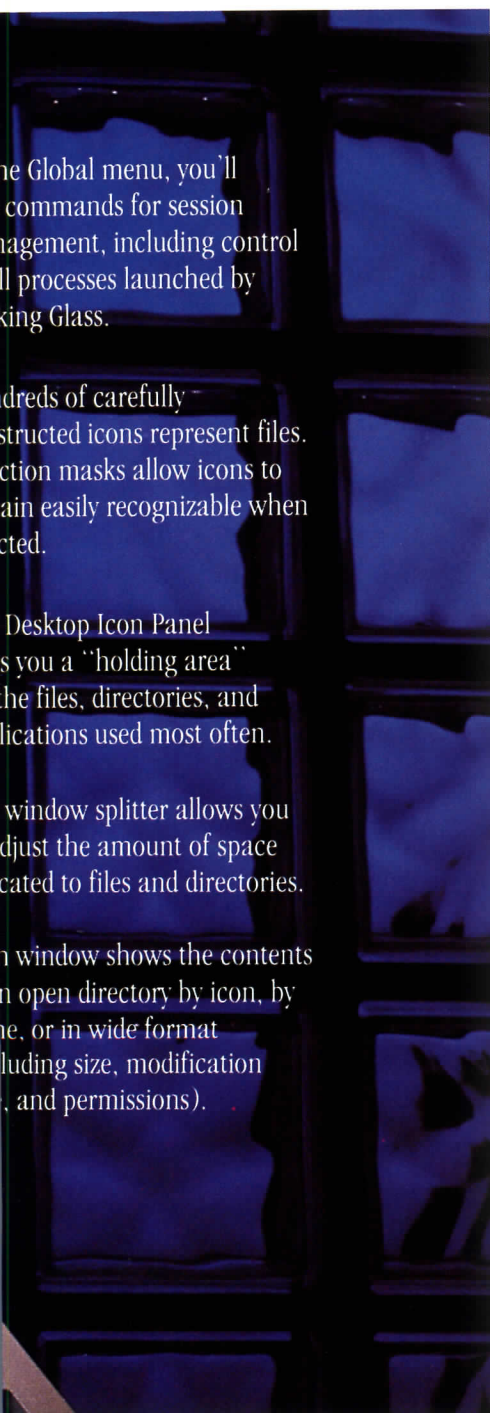 he Global menu, you'll
commands for session
nagement, including control
ll processes launched by
king Glass.
dreds of carefully
structed icons represent files.
ction masks allow icons to
ain easily recognizable when
cted.
Desktop Icon Panel
s you a "holding area"
the files, directories, and
lications used most often.
window splitter allows you
djust the amount of space
cated to files and directories.
h window shows the contents
n open directory by icon, by
me, or in wide format
luding size, modification
, and permissions).